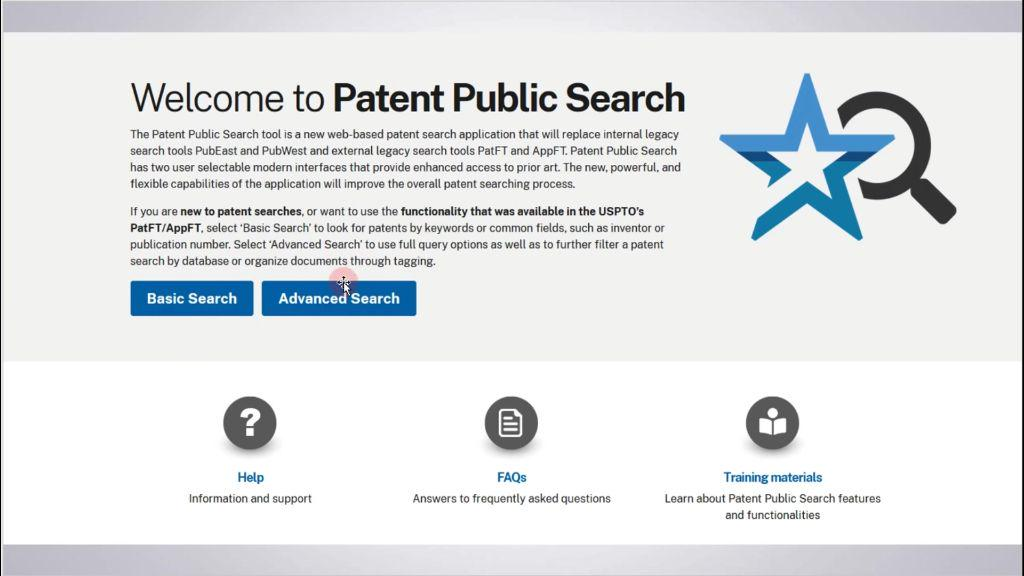 Welcome to Patent Public Search
The Patent Public Search tool is a new web-based patent search application that will replace internal legacy
search tools PubEast and PubWest and external legacy search tools PatFT and AppFT. Patent Public Search
has two user selectable modern interfaces that provide enhanced access to prior art. The new, powerful, and
flexible capabilities of the application will improve the overall patent searching process.
If you are new to patent searches, or want to use the functionality that was available in the USPTO’s
PatFT/AppFT, select ‘Basic Search’ to look for patents by keywords or common fields, such as inventor or
publication number. Select ‘Advanced Search’ to use full query options as well as to further filter a patent
search by database or organize documents through tagging.
Basic Search Advanced Search
?
Help FAQs Training materials
Information and support Answers to frequently asked questions Learn about Patent Public Search features
and functionalities